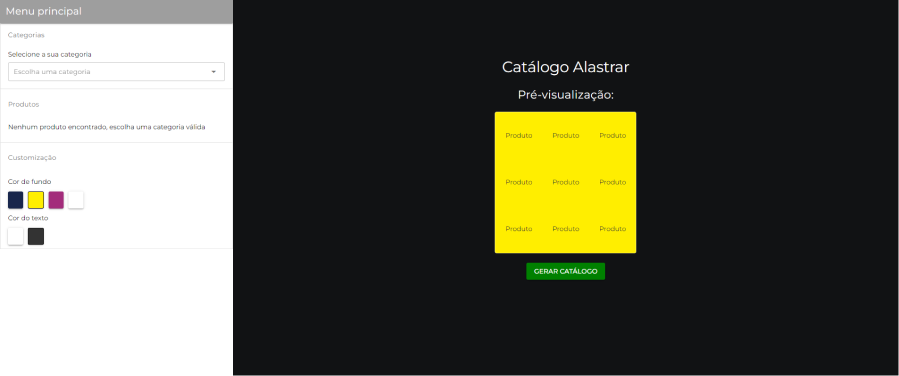 Menu principal
Categorias
Selecione a sua categoria
Escolha uma categoria
Produtos
Nenhum produto encontrado, escolha uma categoria válida
Customização
Cor de fundo
Cor do texto
Catálogo Alastrar
Pré-visualização:
Produto Produto Produto
Produto Produto Produto
Produto Produto Produto
GERAR CATÁLOGO